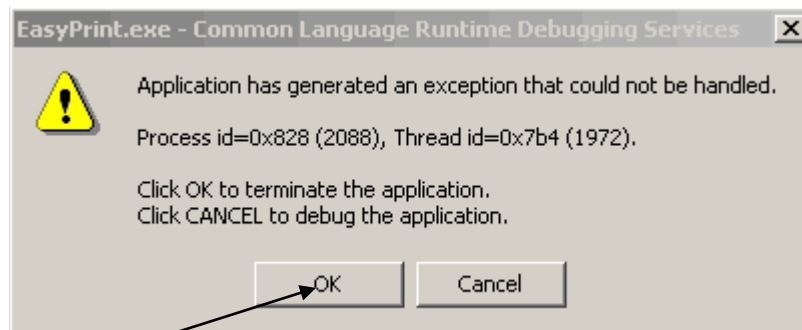 EasyPrint.exe - Common Language Runtime Debugging Services
Application has generated an exception that could not be handled.
Process id=0x828 (2088), Thread id=0x7b4 (1972).
Click OK to terminate the application.
Click CANCEL to debug the application.
OK
Cancel